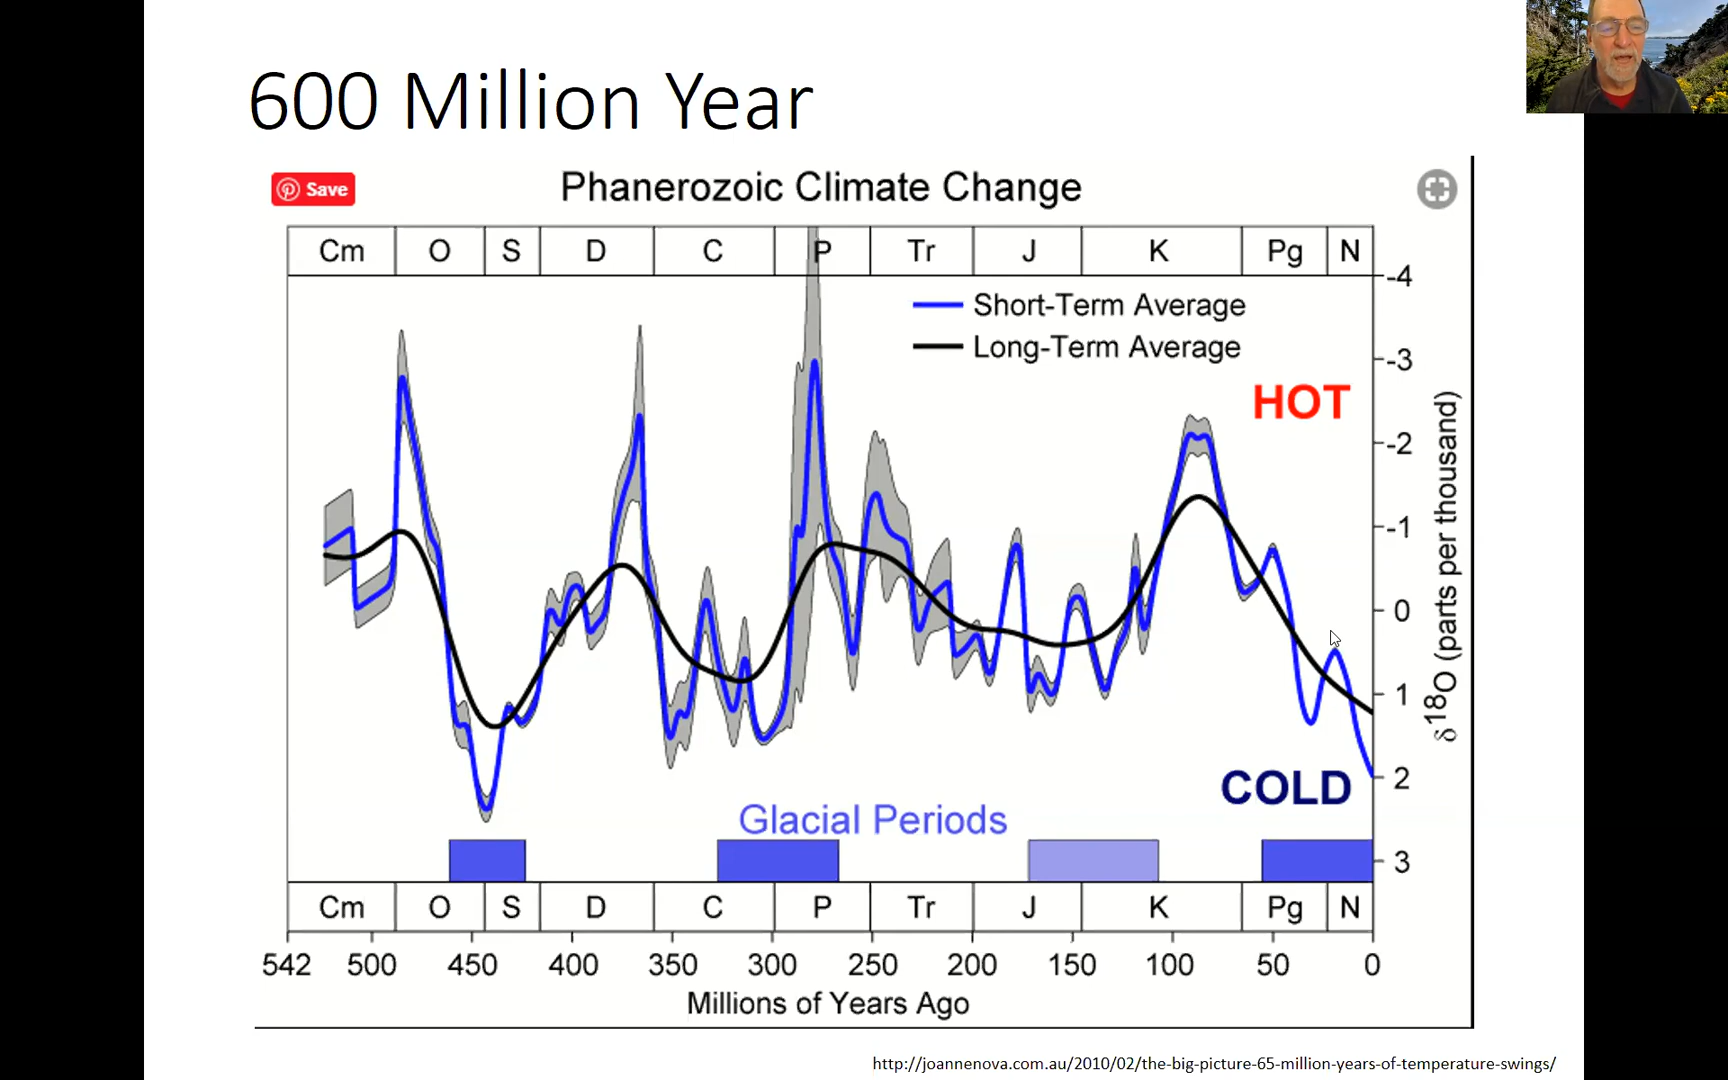 600 Million Year
Save
Phanerozoic Climate Change
Cm O S D C P Tr J K Pg N
Short-Term Average
Long-Term Average
HOT
COLD
Glacial Periods
-4
-3
-2
-1
0
1
2
3
δ18O (parts per thousand)
Cm O S D C P Tr J K Pg N
542 500 450 400 350 300 250 200 150 100 50 0
Millions of Years Ago
http://joannenova.com.au/2010/02/the-big-picture-65-million-years-of-temperature-swings/